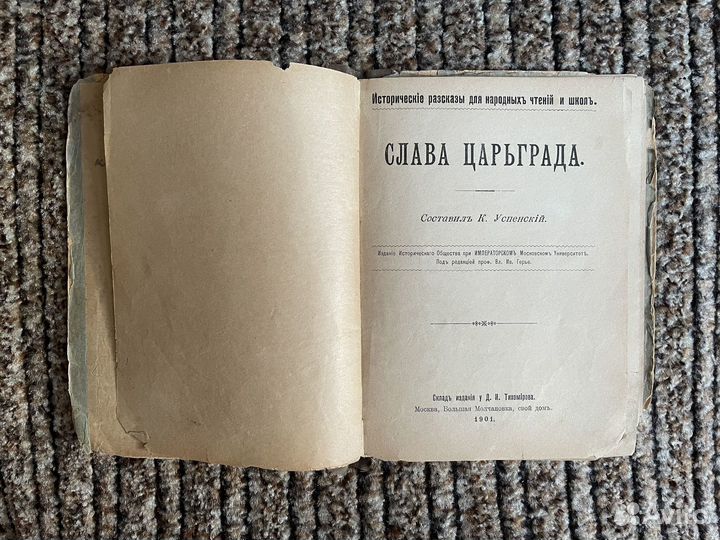 Историческіе разсказы для народныхъ чтеній и школъ.
СЛАВА ЦАРЬГРАДА.
Составилъ К. Успенскій.
Изданіе Историческаго Общества при ИМПЕРАТОРСКОМЪ Московскомъ Университетѣ.
Подъ редакціей проф. Вл. Ив. Герье.
Складъ изданія у Д. И. Тихомірова.
Москва, Большая Молчановка, свой домъ.
1901.
Avito